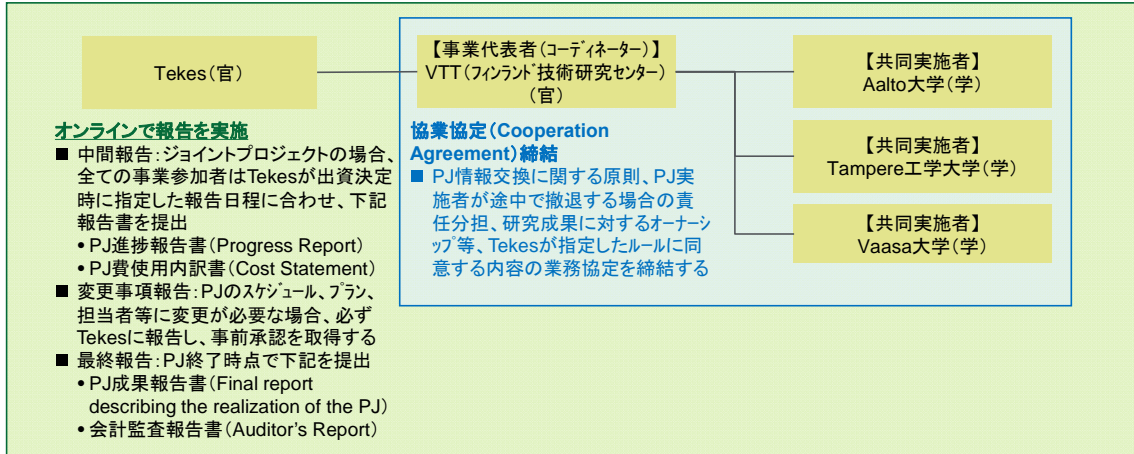 Tekes（官）
【事業代表者（コーディネーター）】
VTT（フィンランド技術研究センター）
（官）
【共同実施者】
Aalto大学（学）
【共同実施者】
Tampere工学大学（学）
【共同実施者】
Vaasa大学（学）
オンラインで報告を実施
■ 中間報告：ジョイントプロジェクトの場合、
全ての事業参加者はTekesが出資決定
時に指定した報告日程に合わせ、下記
報告書を提出
• PJ進捗報告書（Progress Report）
• PJ費使用内訳書（Cost Statement）
■ 変更事項報告：PJのスケジュール、プラン、
担当者等に変更が必要な場合、必ず
Tekesに報告し、事前承認を取得する
■ 最終報告：PJ終了時点で下記を提出
• PJ成果報告書（Final report
describing the realization of the PJ）
• 会計監査報告書（Auditor's Report）
協業協定（Cooperation
Agreement）締結
■ PJ情報交換に関する原則、PJ実
施者が途中で撤退する場合の責
任分担、研究成果に対するオーナーシ
ップ等、Tekesが指定したルールに同
意する内容の業務協定を締結する